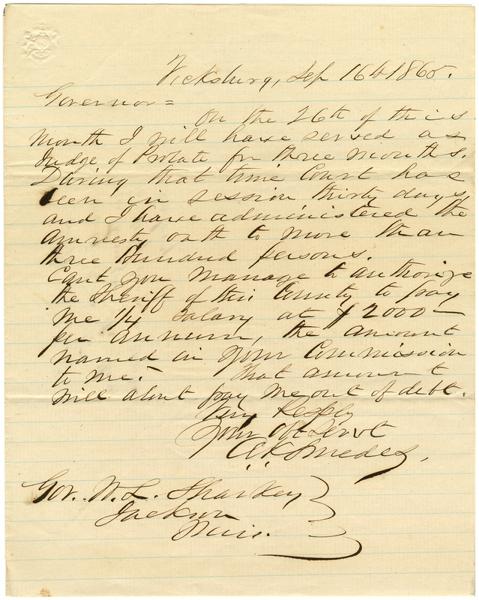 Vicksburg, Sep 16th 1865.
Governor =
On the 26th of this
month I will have served as
Judge of Probate for three months.
During that time Court has
been in session thirty days
and I have administered the
amnesty oath to more than
three hundred persons.
Cant you manage to authorize
the Sheriff of this County to pay
me 1/4 salary at $2000—
per annum, the amount
named in your Commission
to me. — That amount
will about pay me out of debt.
Very Resply
Your Obt Servt
C. Smedes,
Gov. W. L. Sharkey
Jackson
Miss.